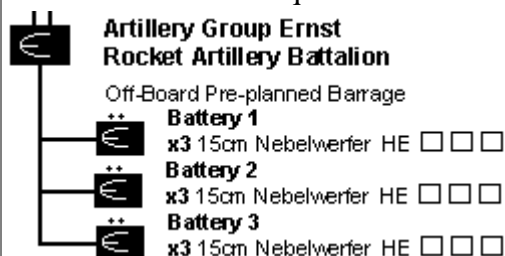 Artillery Group Ernst
Rocket Artillery Battalion
Off-Board Pre-planned Barrage
Battery 1
x3 15cm Nebelwerfer HE □ □ □
Battery 2
x3 15cm Nebelwerfer HE □ □ □
Battery 3
x3 15cm Nebelwerfer HE □ □ □